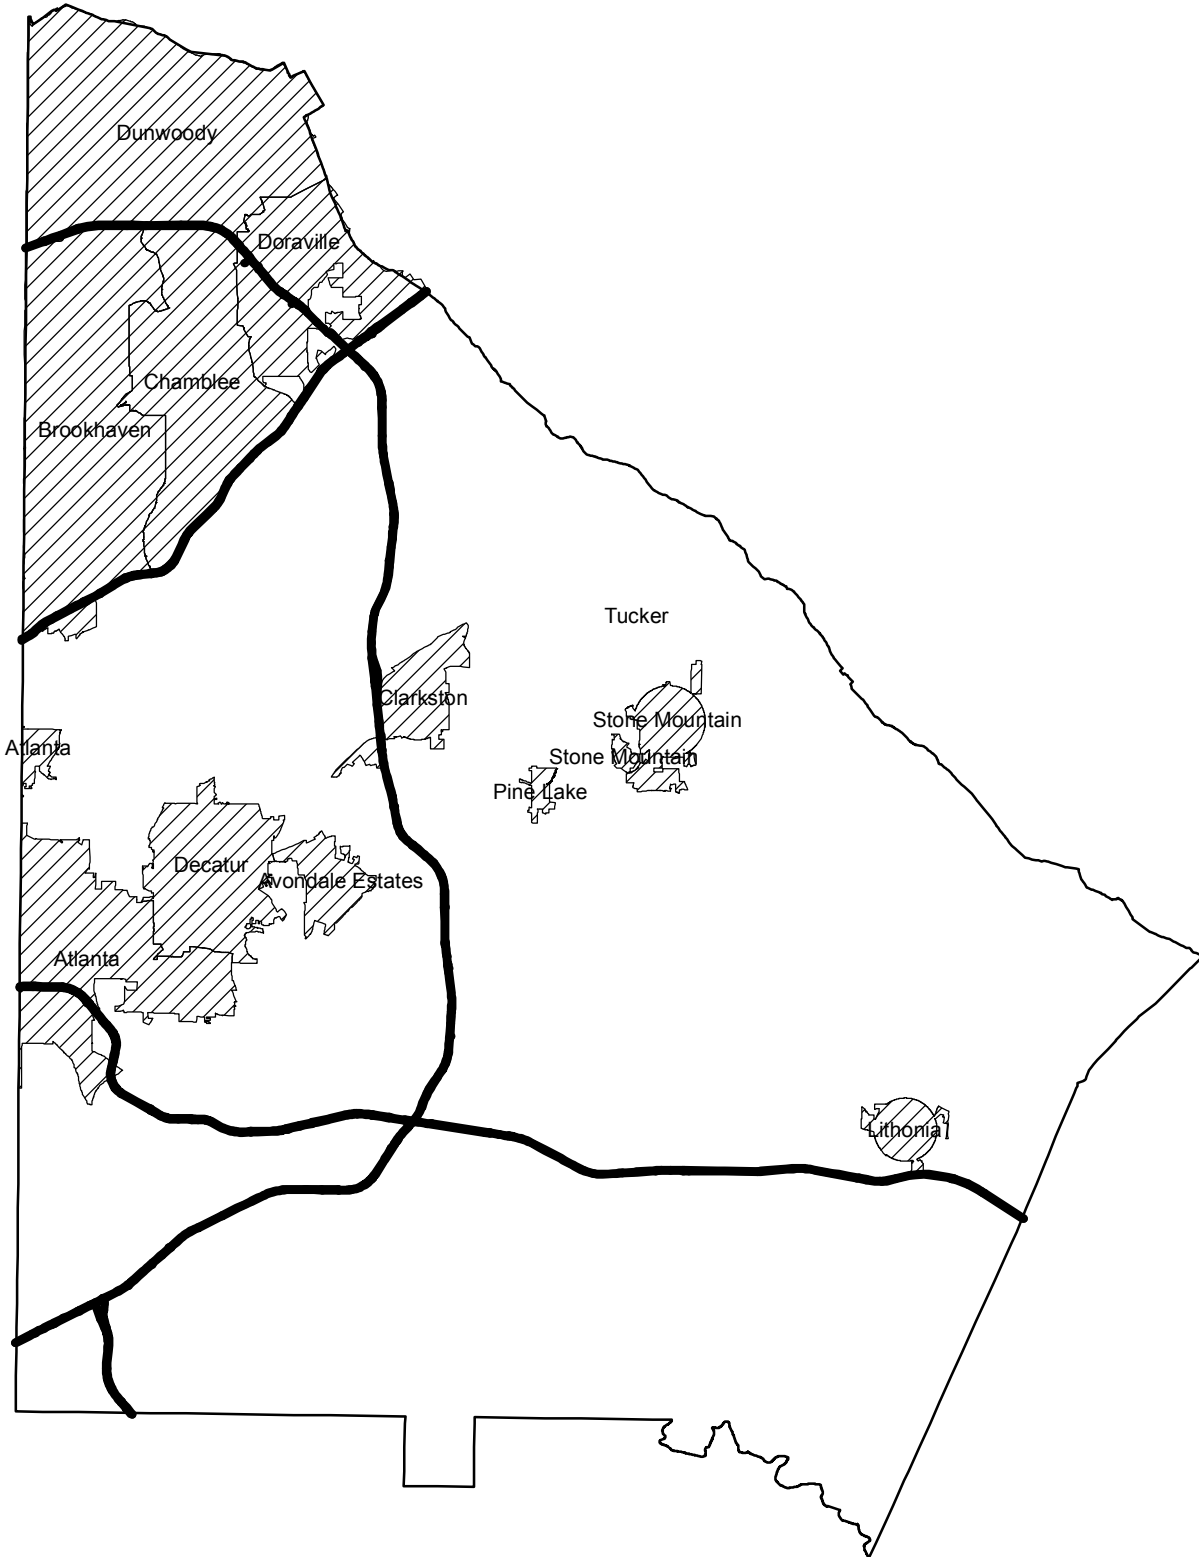 Dunwoody
Doraville
Chamblee
Brookhaven
Tucker
Clarkston
Stone Mountain
Atlanta
Stone Mountain
Pine Lake
Decatur
Avondale Estates
Atlanta
Lithonia